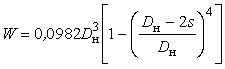 W = 0,0982D_н^3[1 - ((D_н - 2s)/D_н)^4]